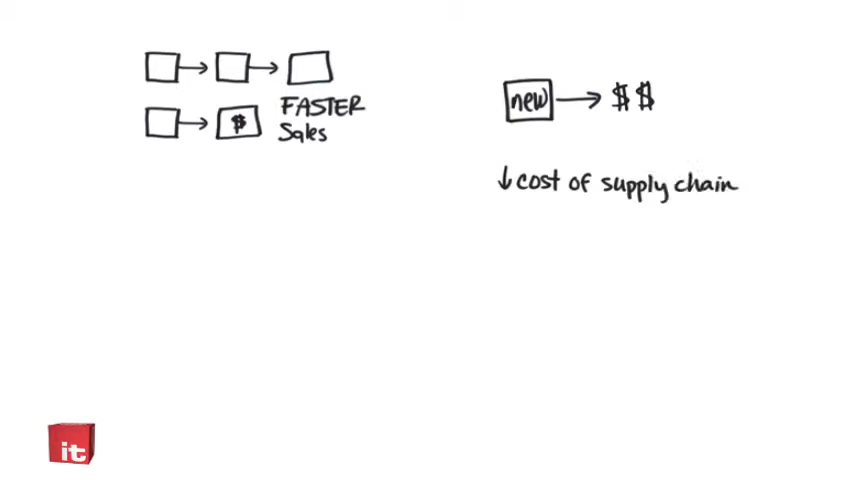 $
FASTER
Sales
new $$
↓ cost of supply chain
it